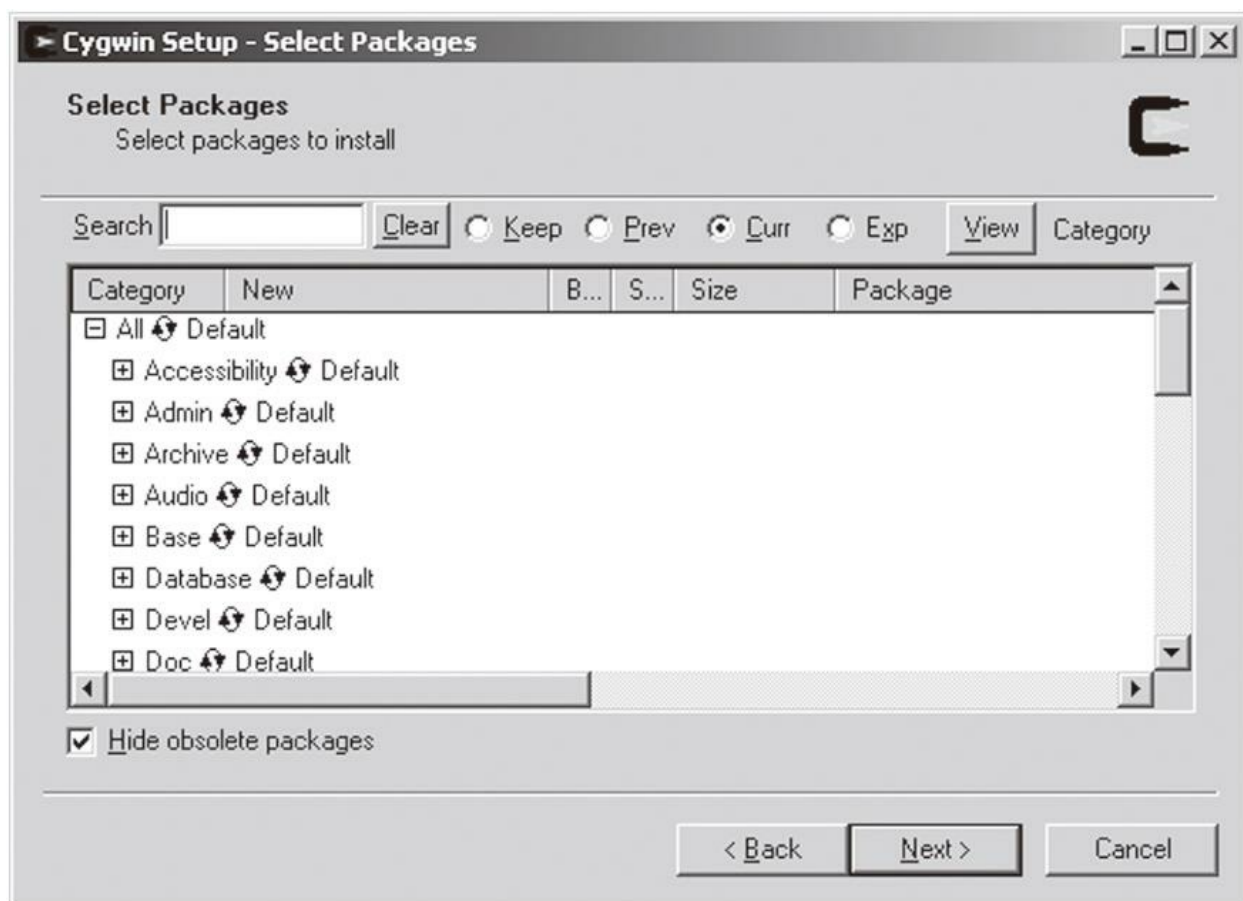 Cygwin Setup - Select Packages
Select Packages
Select packages to install
Search Clear Keep Prev Curr Exp View Category
Category New B... S... Size Package
All Default
Accessibility Default
Admin Default
Archive Default
Audio Default
Base Default
Database Default
Devel Default
Doc Default
Hide obsolete packages
< Back Next > Cancel